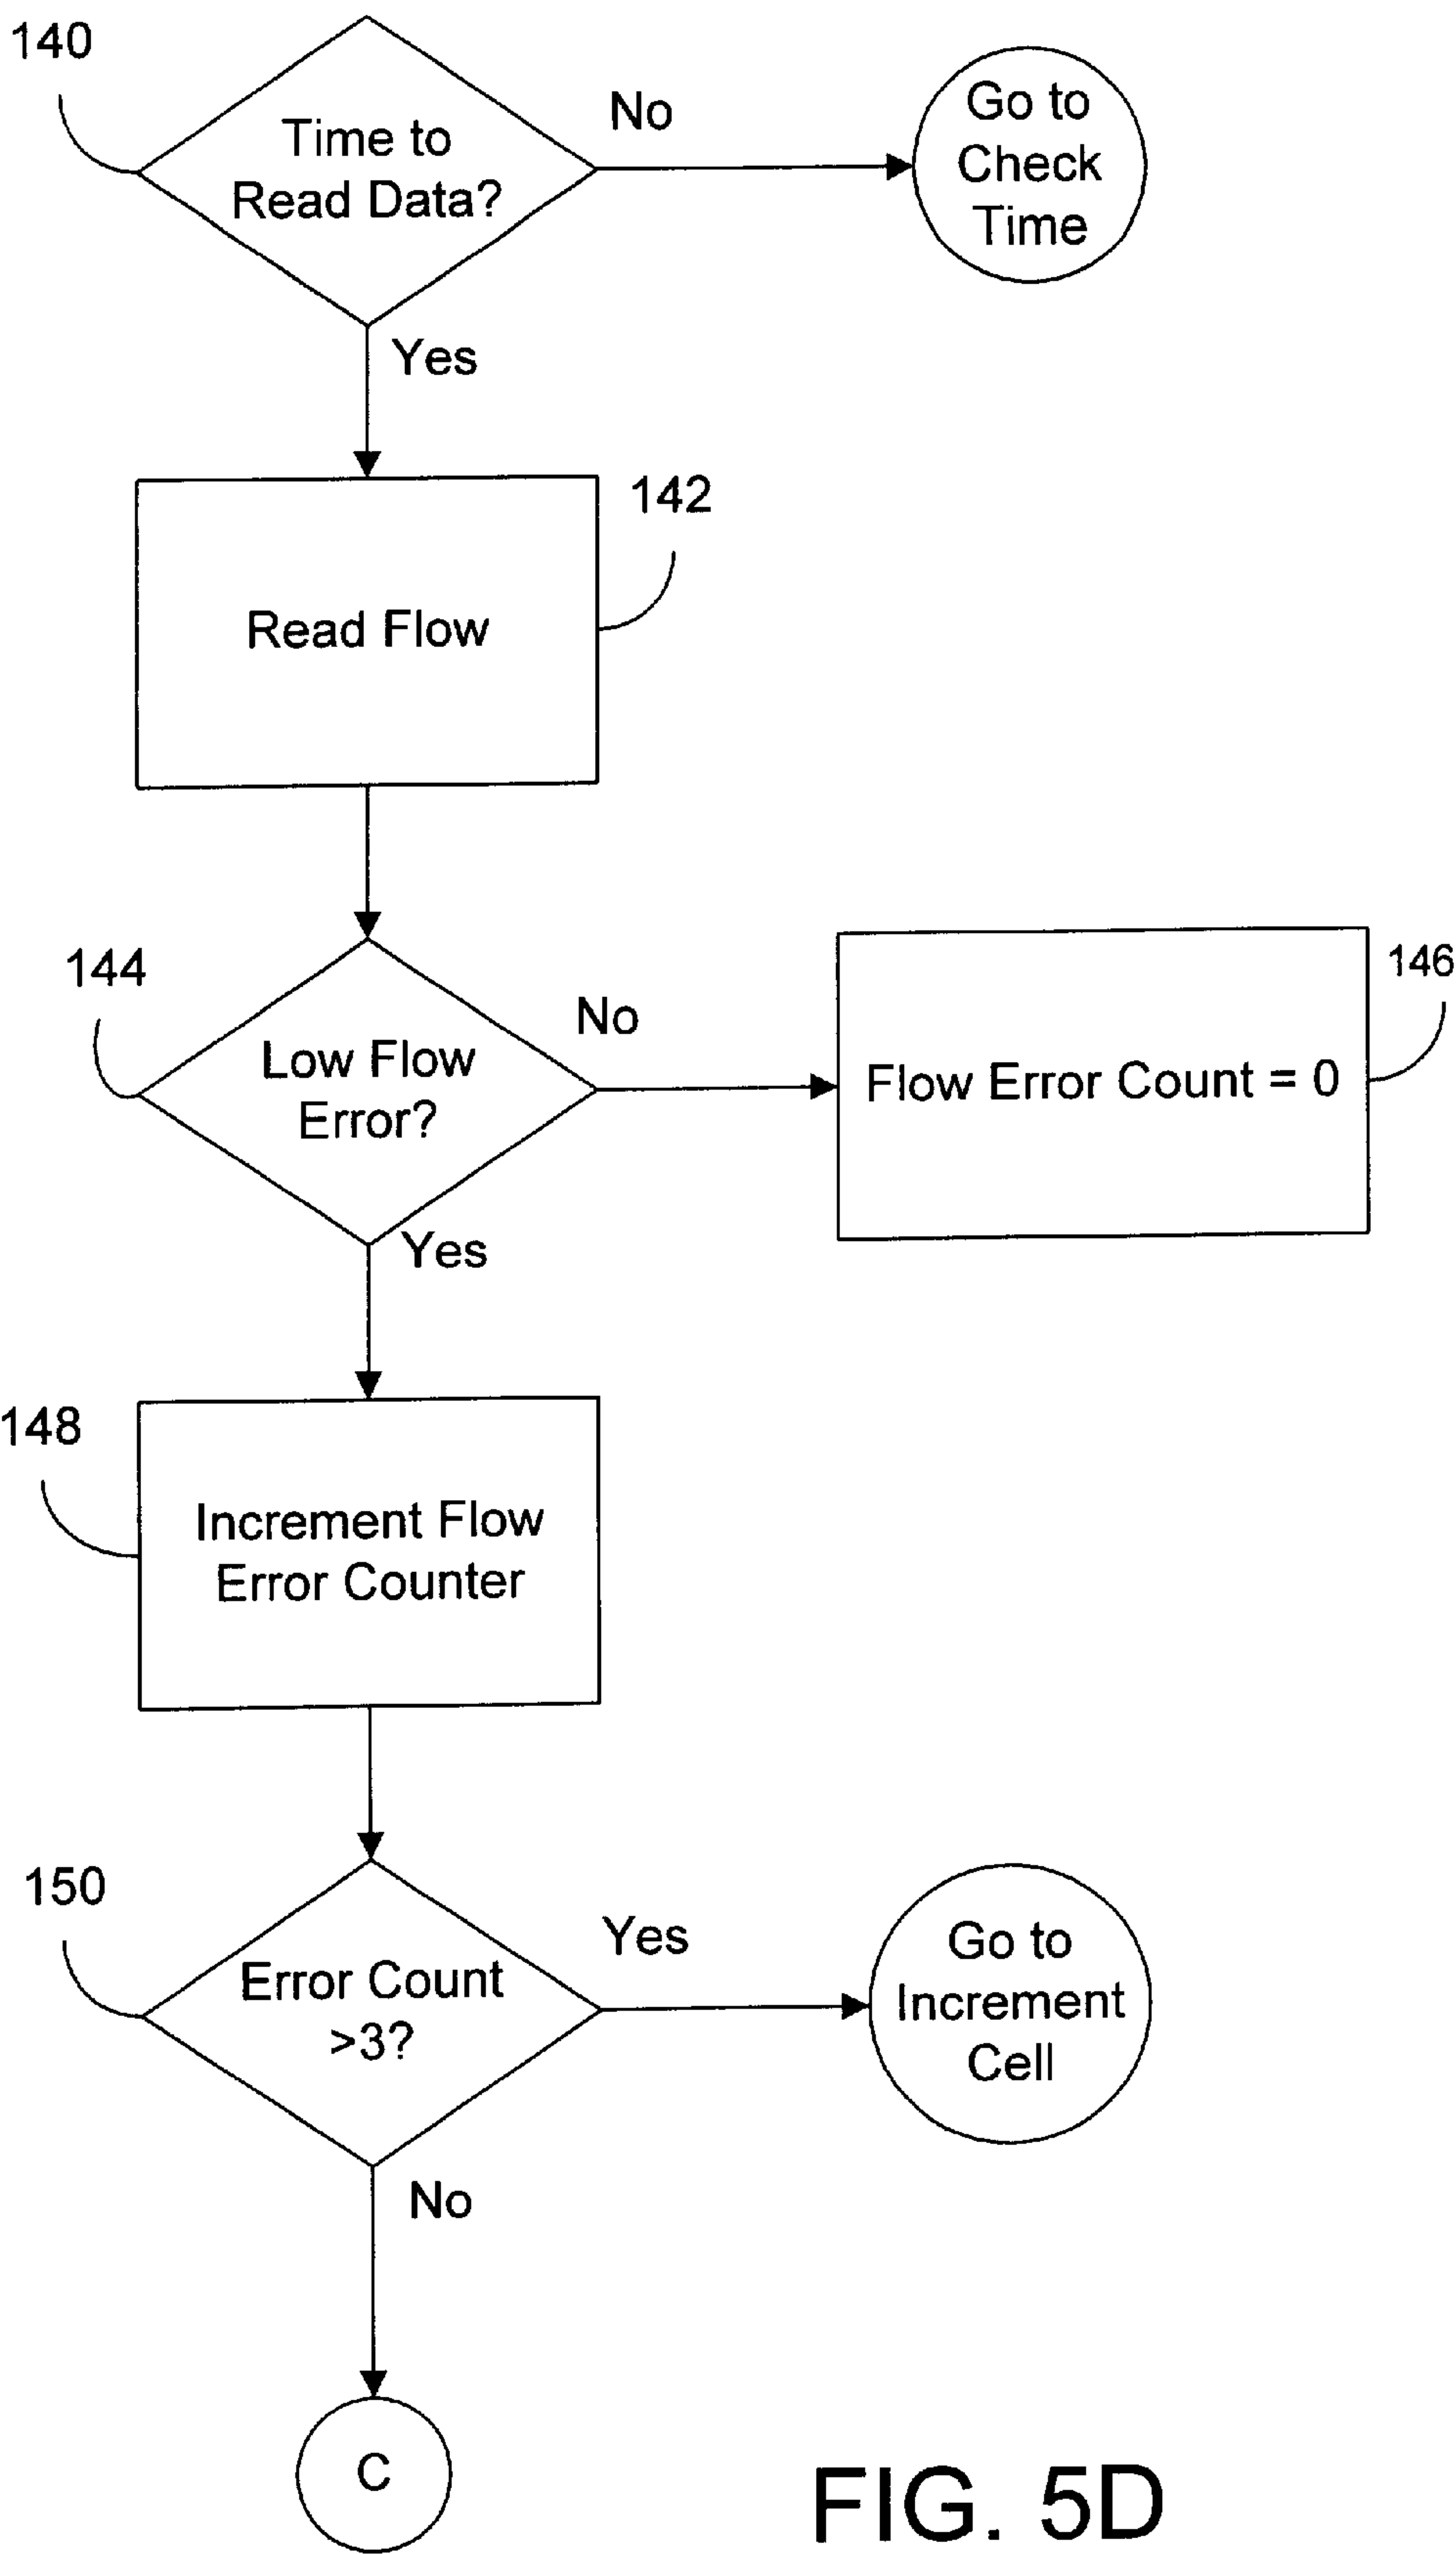 140
Time to
Read Data?
No
Go to
Check
Time
Yes
142
Read Flow
144
Low Flow
Error?
No
Flow Error Count = 0
146
Yes
148
Increment Flow
Error Counter
150
Error Count
>3?
Yes
Go to
Increment
Cell
No
C
FIG. 5D